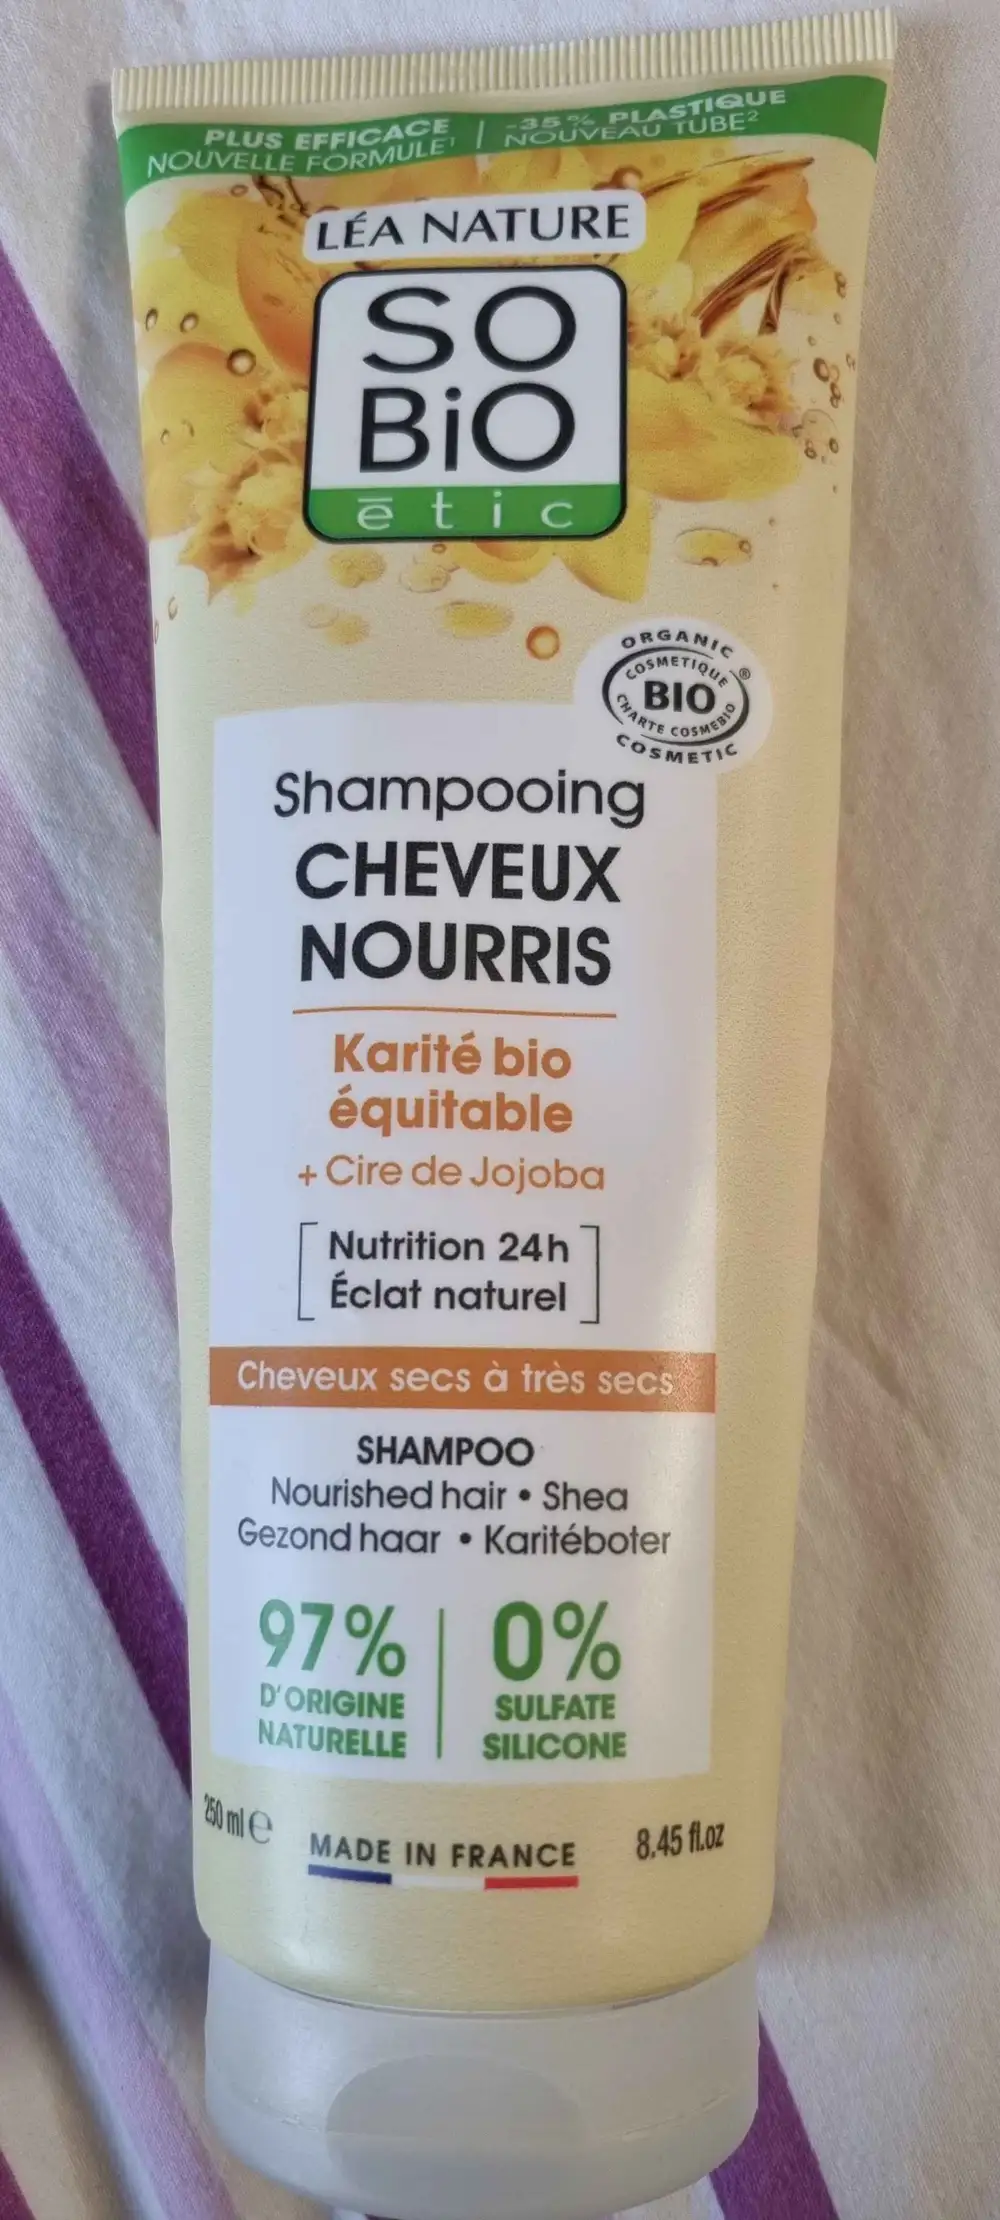 PLUS EFFICACE | -35% PLASTIQUE
NOUVELLE FORMULE¹ | NOUVEAU TUBE²
LÉA NATURE
SO
BiO
ētic
ORGANIC
COSMETIQUE
BIO
CHARTE COSMEBIO
COSMETIC
®
Shampooing
CHEVEUX
NOURRIS
Karité bio
équitable
+ Cire de Jojoba
[Nutrition 24h
Éclat naturel]
Cheveux secs à très secs
SHAMPOO
Nourished hair • Shea
Gezond haar • Karitéboter
97% | 0%
D'ORIGINE | SULFATE
NATURELLE | SILICONE
250 ml ℮
MADE IN FRANCE
8.45 fl.oz